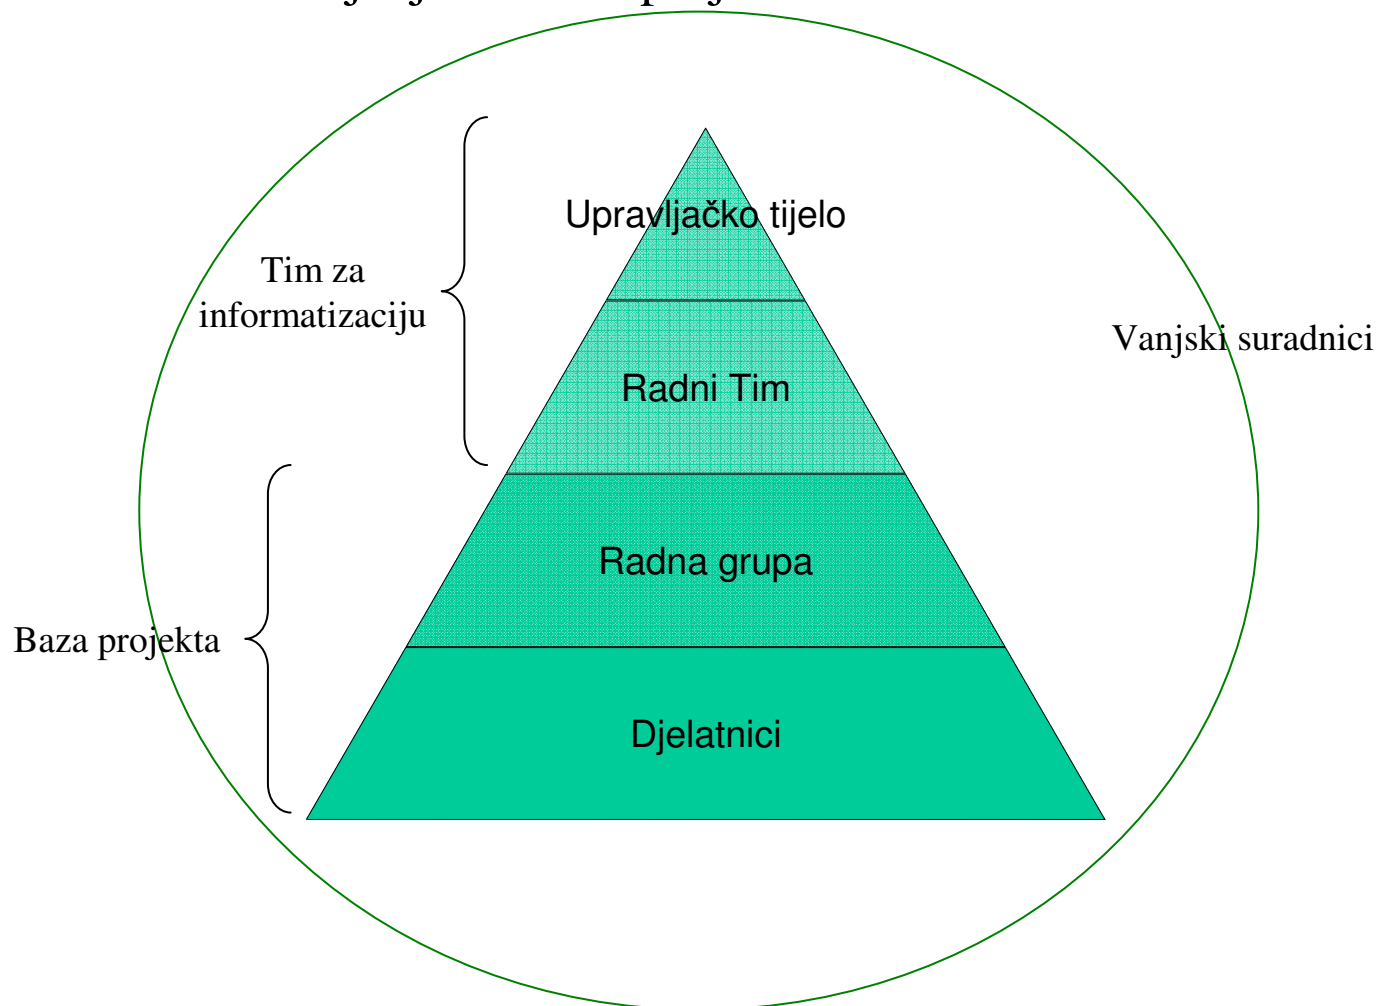 Upravljačko tijelo
Tim za
informatizaciju
Vanjski suradnici
Radni Tim
Radna grupa
Baza projekta
Djelatnici